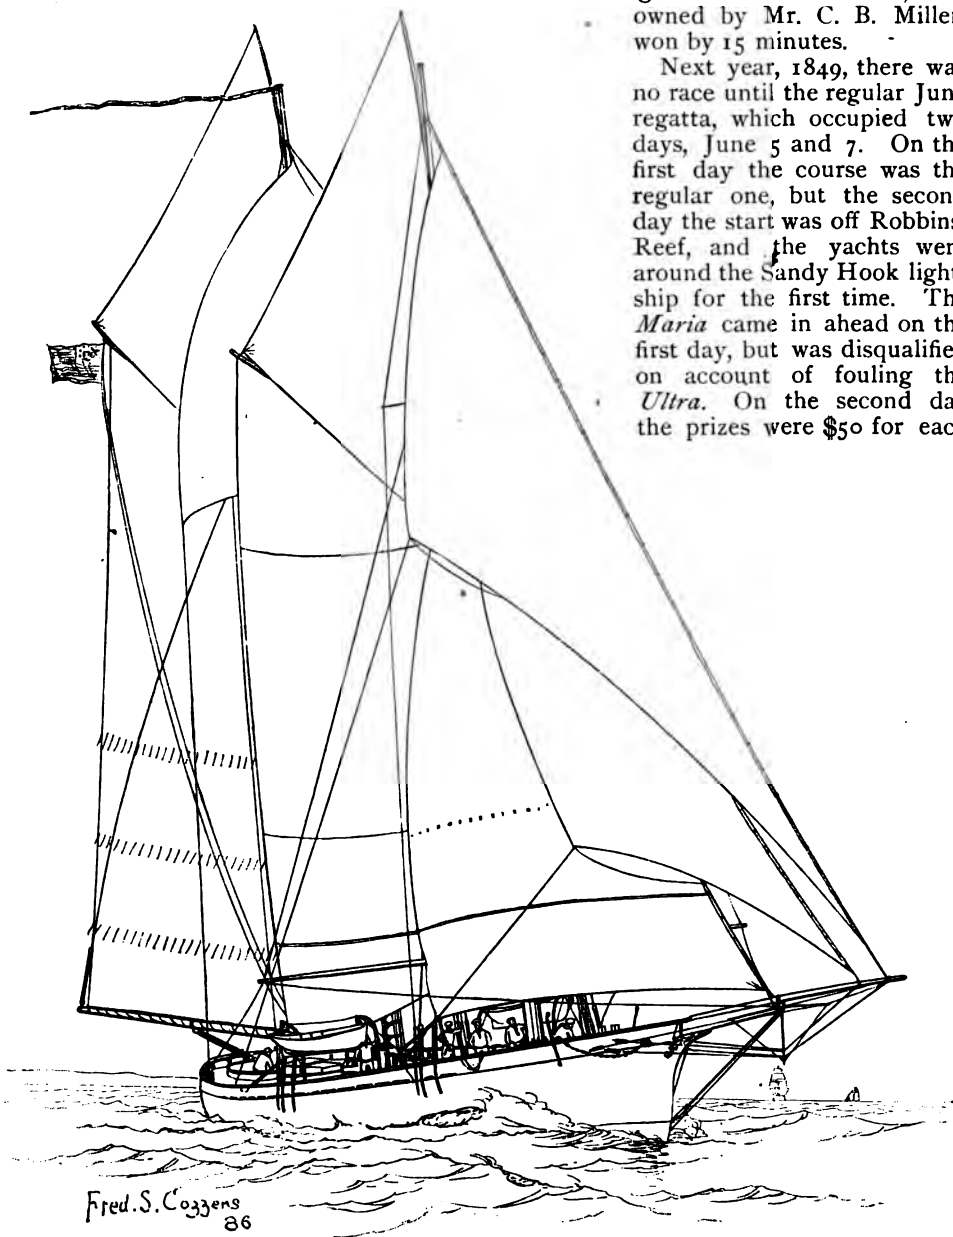 owned by Mr. C. B. Miller
won by 15 minutes.
Next year, 1849, there wa
no race until the regular Jun
regatta, which occupied tw
days, June 5 and 7. On th
first day the course was th
regular one, but the secon
day the start was off Robbins
Reef, and the yachts wer
around the Sandy Hook light
ship for the first time. Th
Maria came in ahead on th
first day, but was disqualifie
on account of fouling th
Ultra. On the second da
the prizes were $50 for eac
Fred. S. Cozzens
86